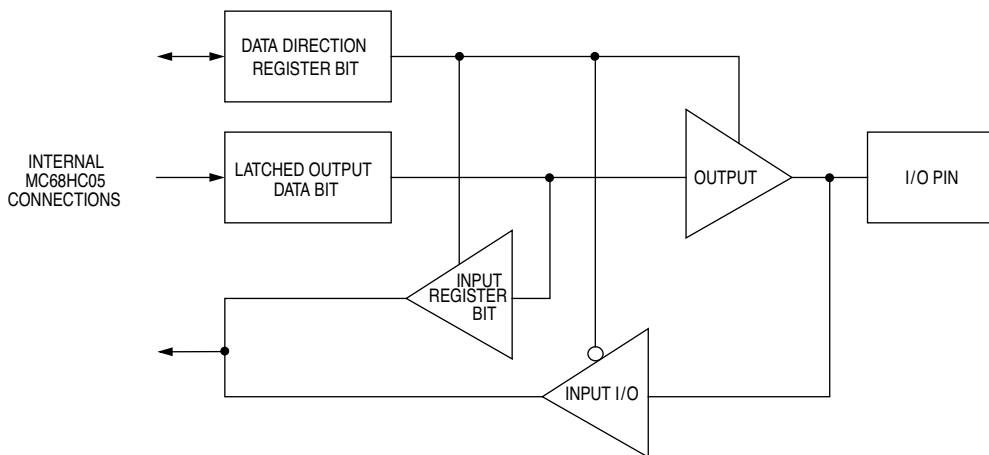 DATA DIRECTION
REGISTER BIT
INTERNAL
MC68HC05
CONNECTIONS
LATCHED OUTPUT
DATA BIT
OUTPUT
I/O PIN
INPUT
REGISTER
BIT
INPUT I/O